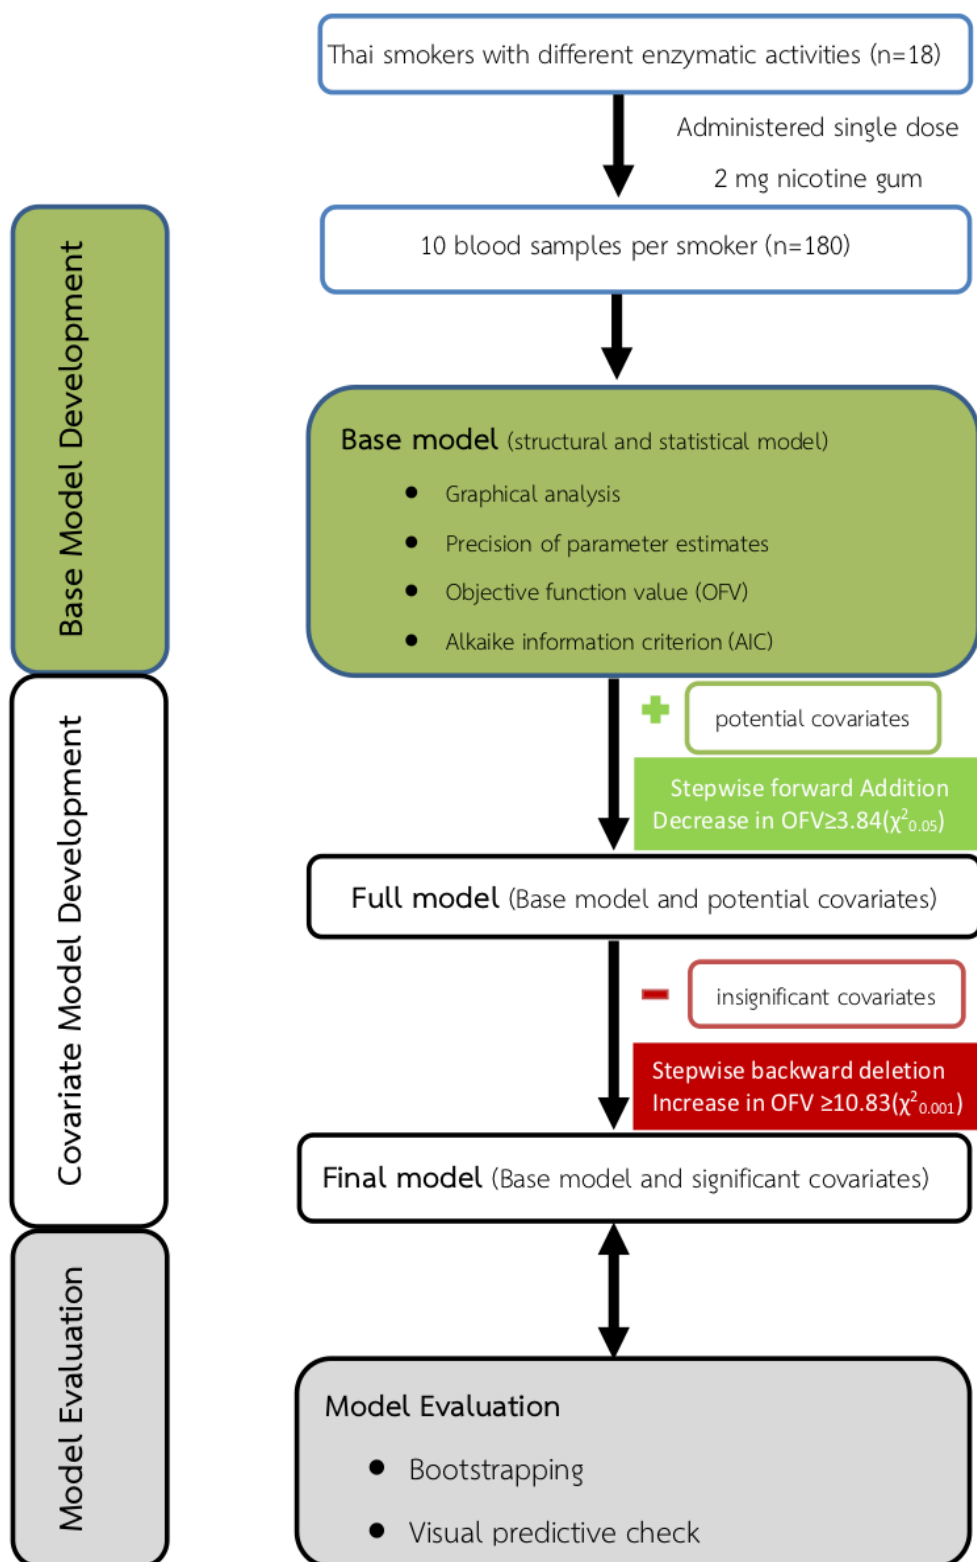 Thai smokers with different enzymatic activities (n=18)
Administered single dose
2 mg nicotine gum
10 blood samples per smoker (n=180)
Base Model Development
Base model (structural and statistical model)
● Graphical analysis
● Precision of parameter estimates
● Objective function value (OFV)
● Alkaike information criterion (AIC)
Covariate Model Development
potential covariates
Stepwise forward Addition
Decrease in OFV≥3.84(χ²₀.₀₅)
Full model (Base model and potential covariates)
insignificant covariates
Stepwise backward deletion
Increase in OFV ≥10.83(χ²₀.₀₀₁)
Final model (Base model and significant covariates)
Model Evaluation
Model Evaluation
● Bootstrapping
● Visual predictive check